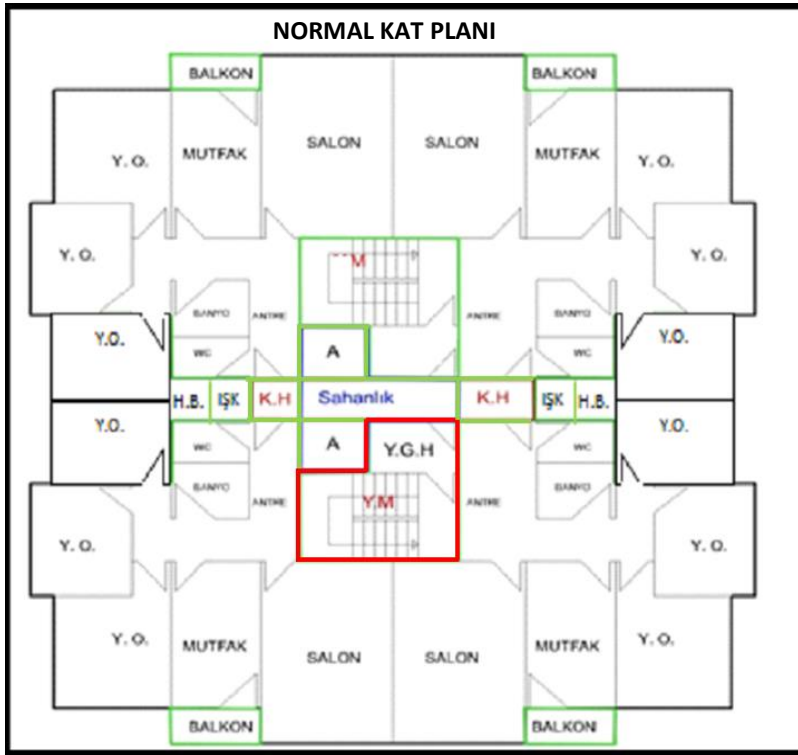 NORMAL KAT PLANI
BALKON BALKON
Y. O. MUTFAK SALON SALON MUTFAK Y. O.
Y. O. M Y. O.
BANYO ANTRE ANTRE BANYO
Y.O. WC A WC Y.O.
H.B. IŞK K.H Sahanlık K.H IŞK H.B.
Y.O. WC A Y.G.H WC Y.O.
BANYO ANTRE Y.M ANTRE BANYO
Y. O. Y. O.
Y. O. MUTFAK SALON SALON MUTFAK Y. O.
BALKON BALKON